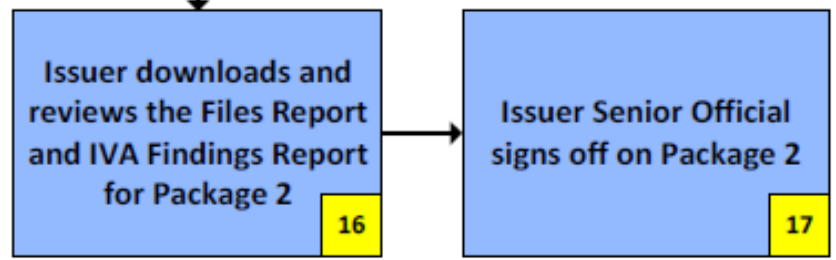 Issuer downloads and
reviews the Files Report
and IVA Findings Report
for Package 2
16
Issuer Senior Official
signs off on Package 2
17